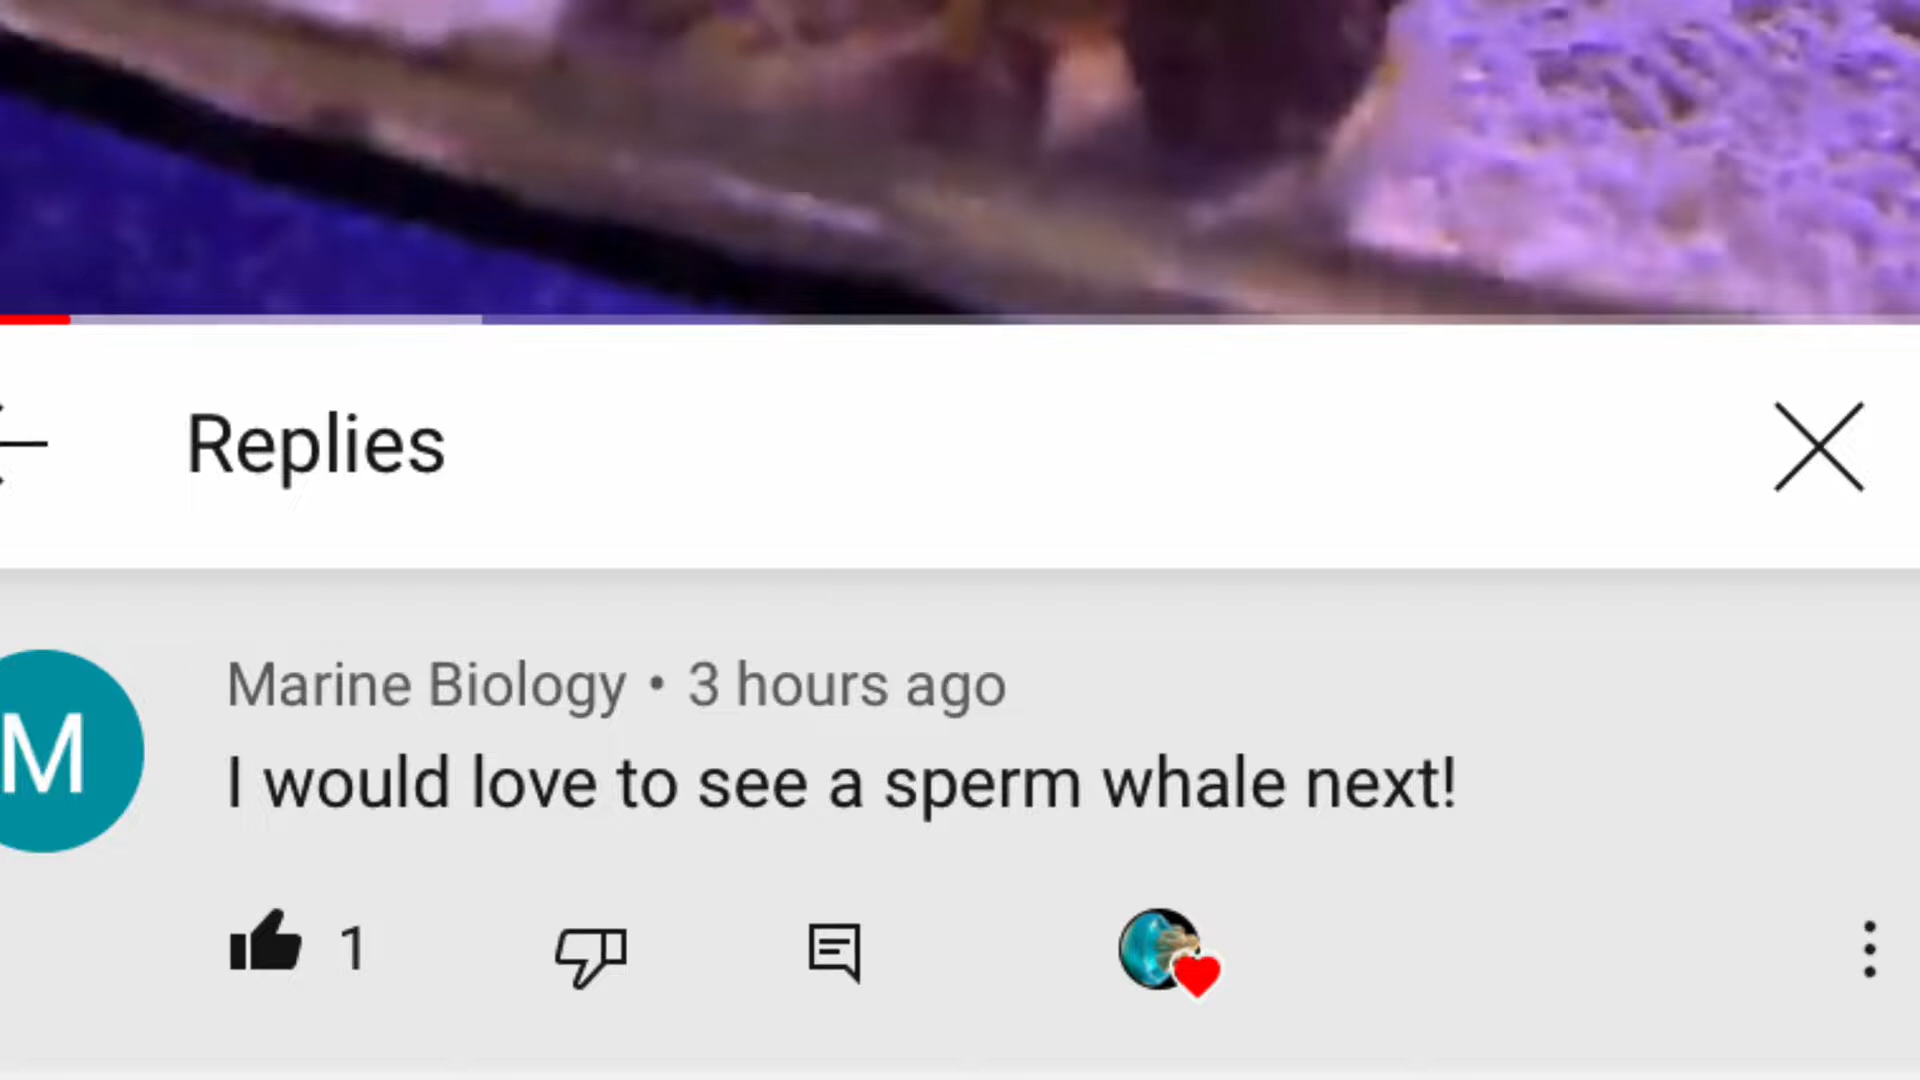 Replies
M
Marine Biology • 3 hours ago
I would love to see a sperm whale next!
1